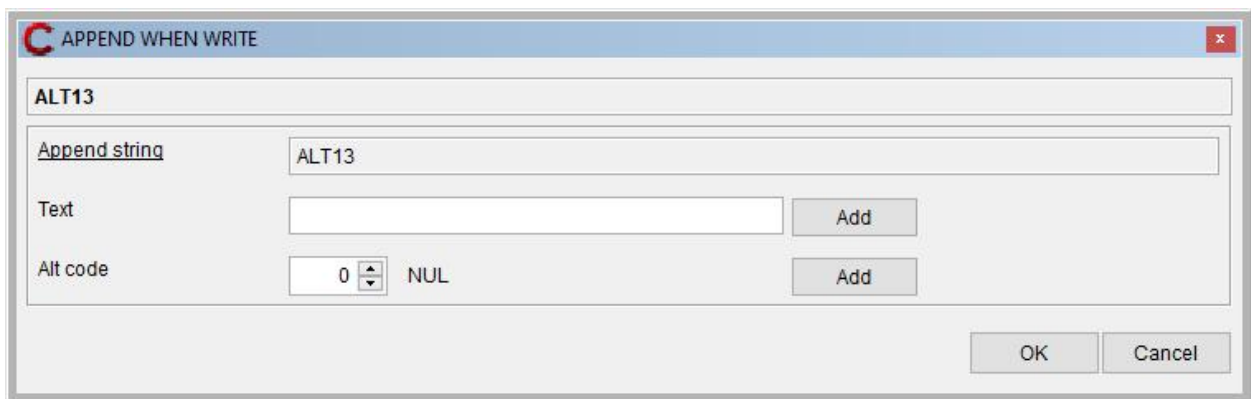 APPEND WHEN WRITE
ALT13
Append string ALT13
Text Add
Alt code 0 NUL Add
OK Cancel